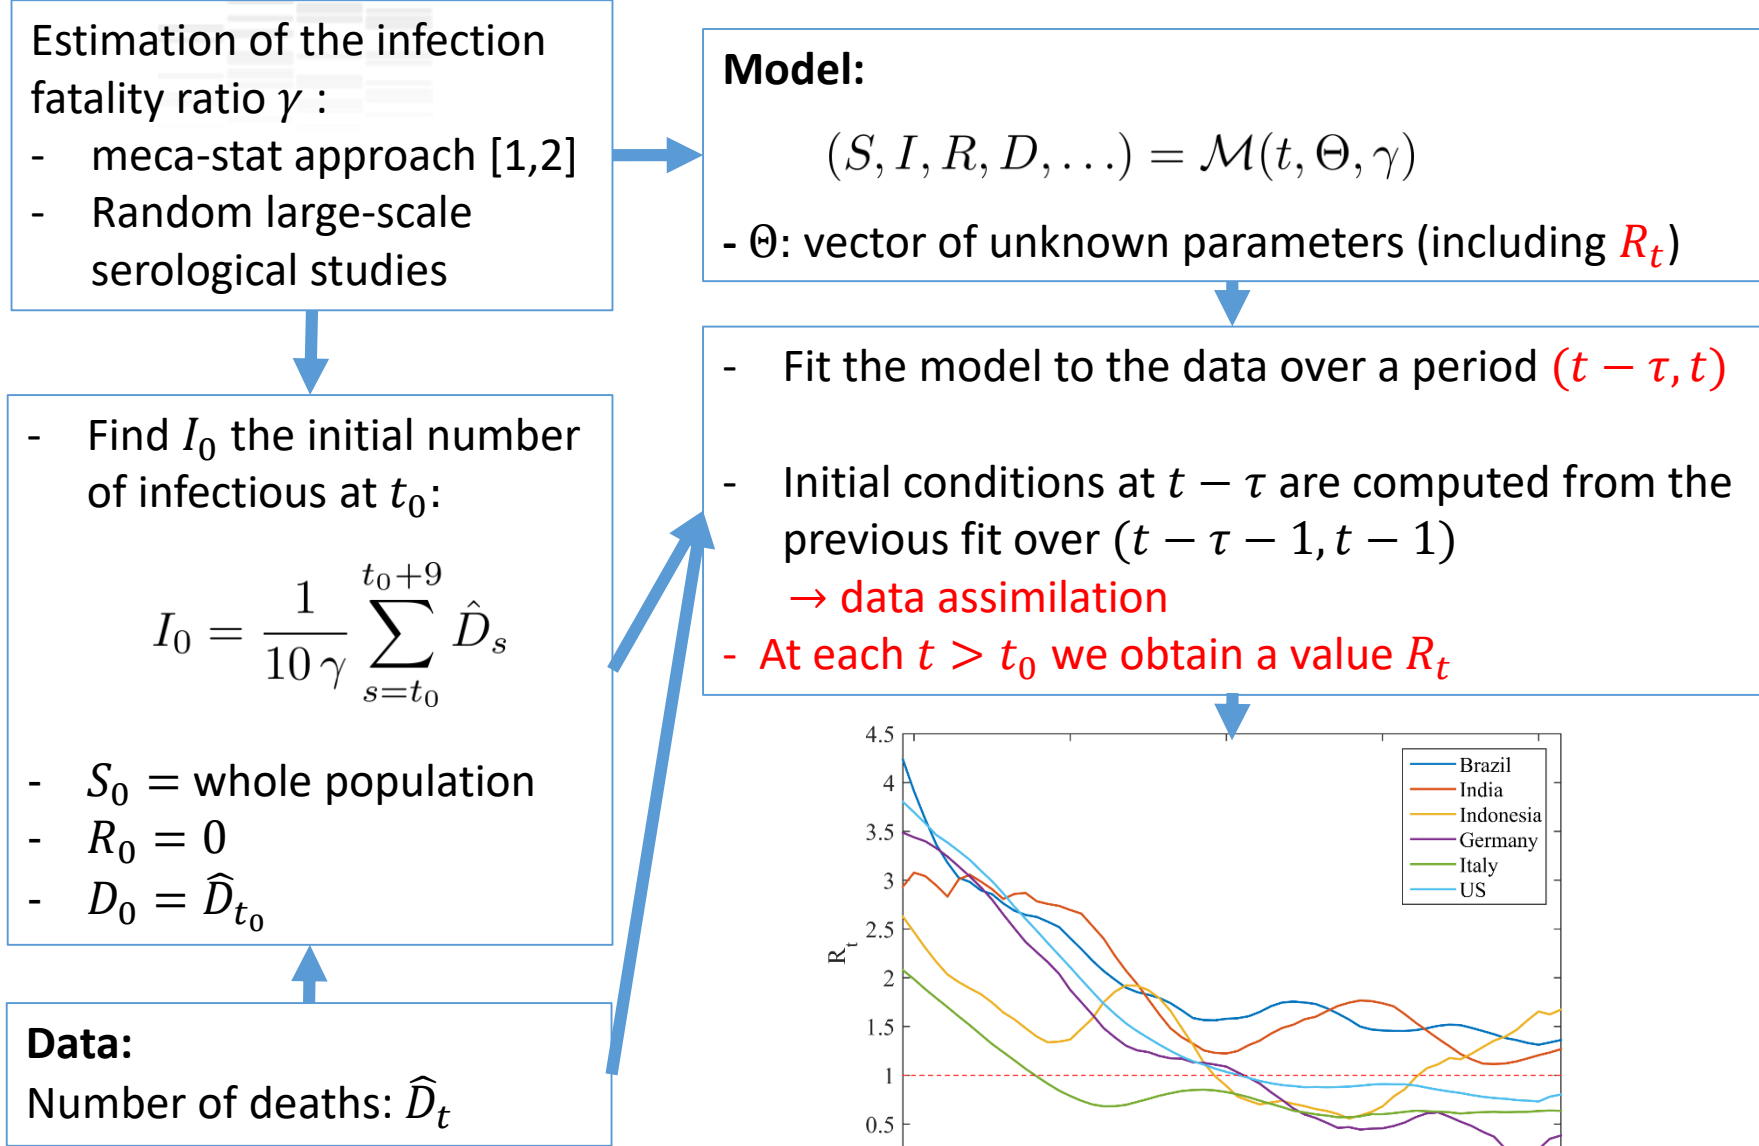 Estimation of the infection
fatality ratio γ :
- meca-stat approach [1,2]
- Random large-scale
serological studies
Model:
(S, I, R, D, . . .) = ℳ(t, Θ, γ)
- Θ: vector of unknown parameters (including R_t)
- Find I_0 the initial number
of infectious at t_0:
I_0 = \frac{1}{10 γ} \sum_{s=t_0}^{t_0+9} \hat{D}_s
- S_0 = whole population
- R_0 = 0
- D_0 = \hat{D}_{t_0}
Data:
Number of deaths: \hat{D}_t
- Fit the model to the data over a period (t − τ, t)
- Initial conditions at t − τ are computed from the
previous fit over (t − τ − 1, t − 1)
→ data assimilation
- At each t > t_0 we obtain a value R_t
4.5
4
3.5
3
2.5
2
1.5
1
0.5
R_t
Brazil
India
Indonesia
Germany
Italy
US